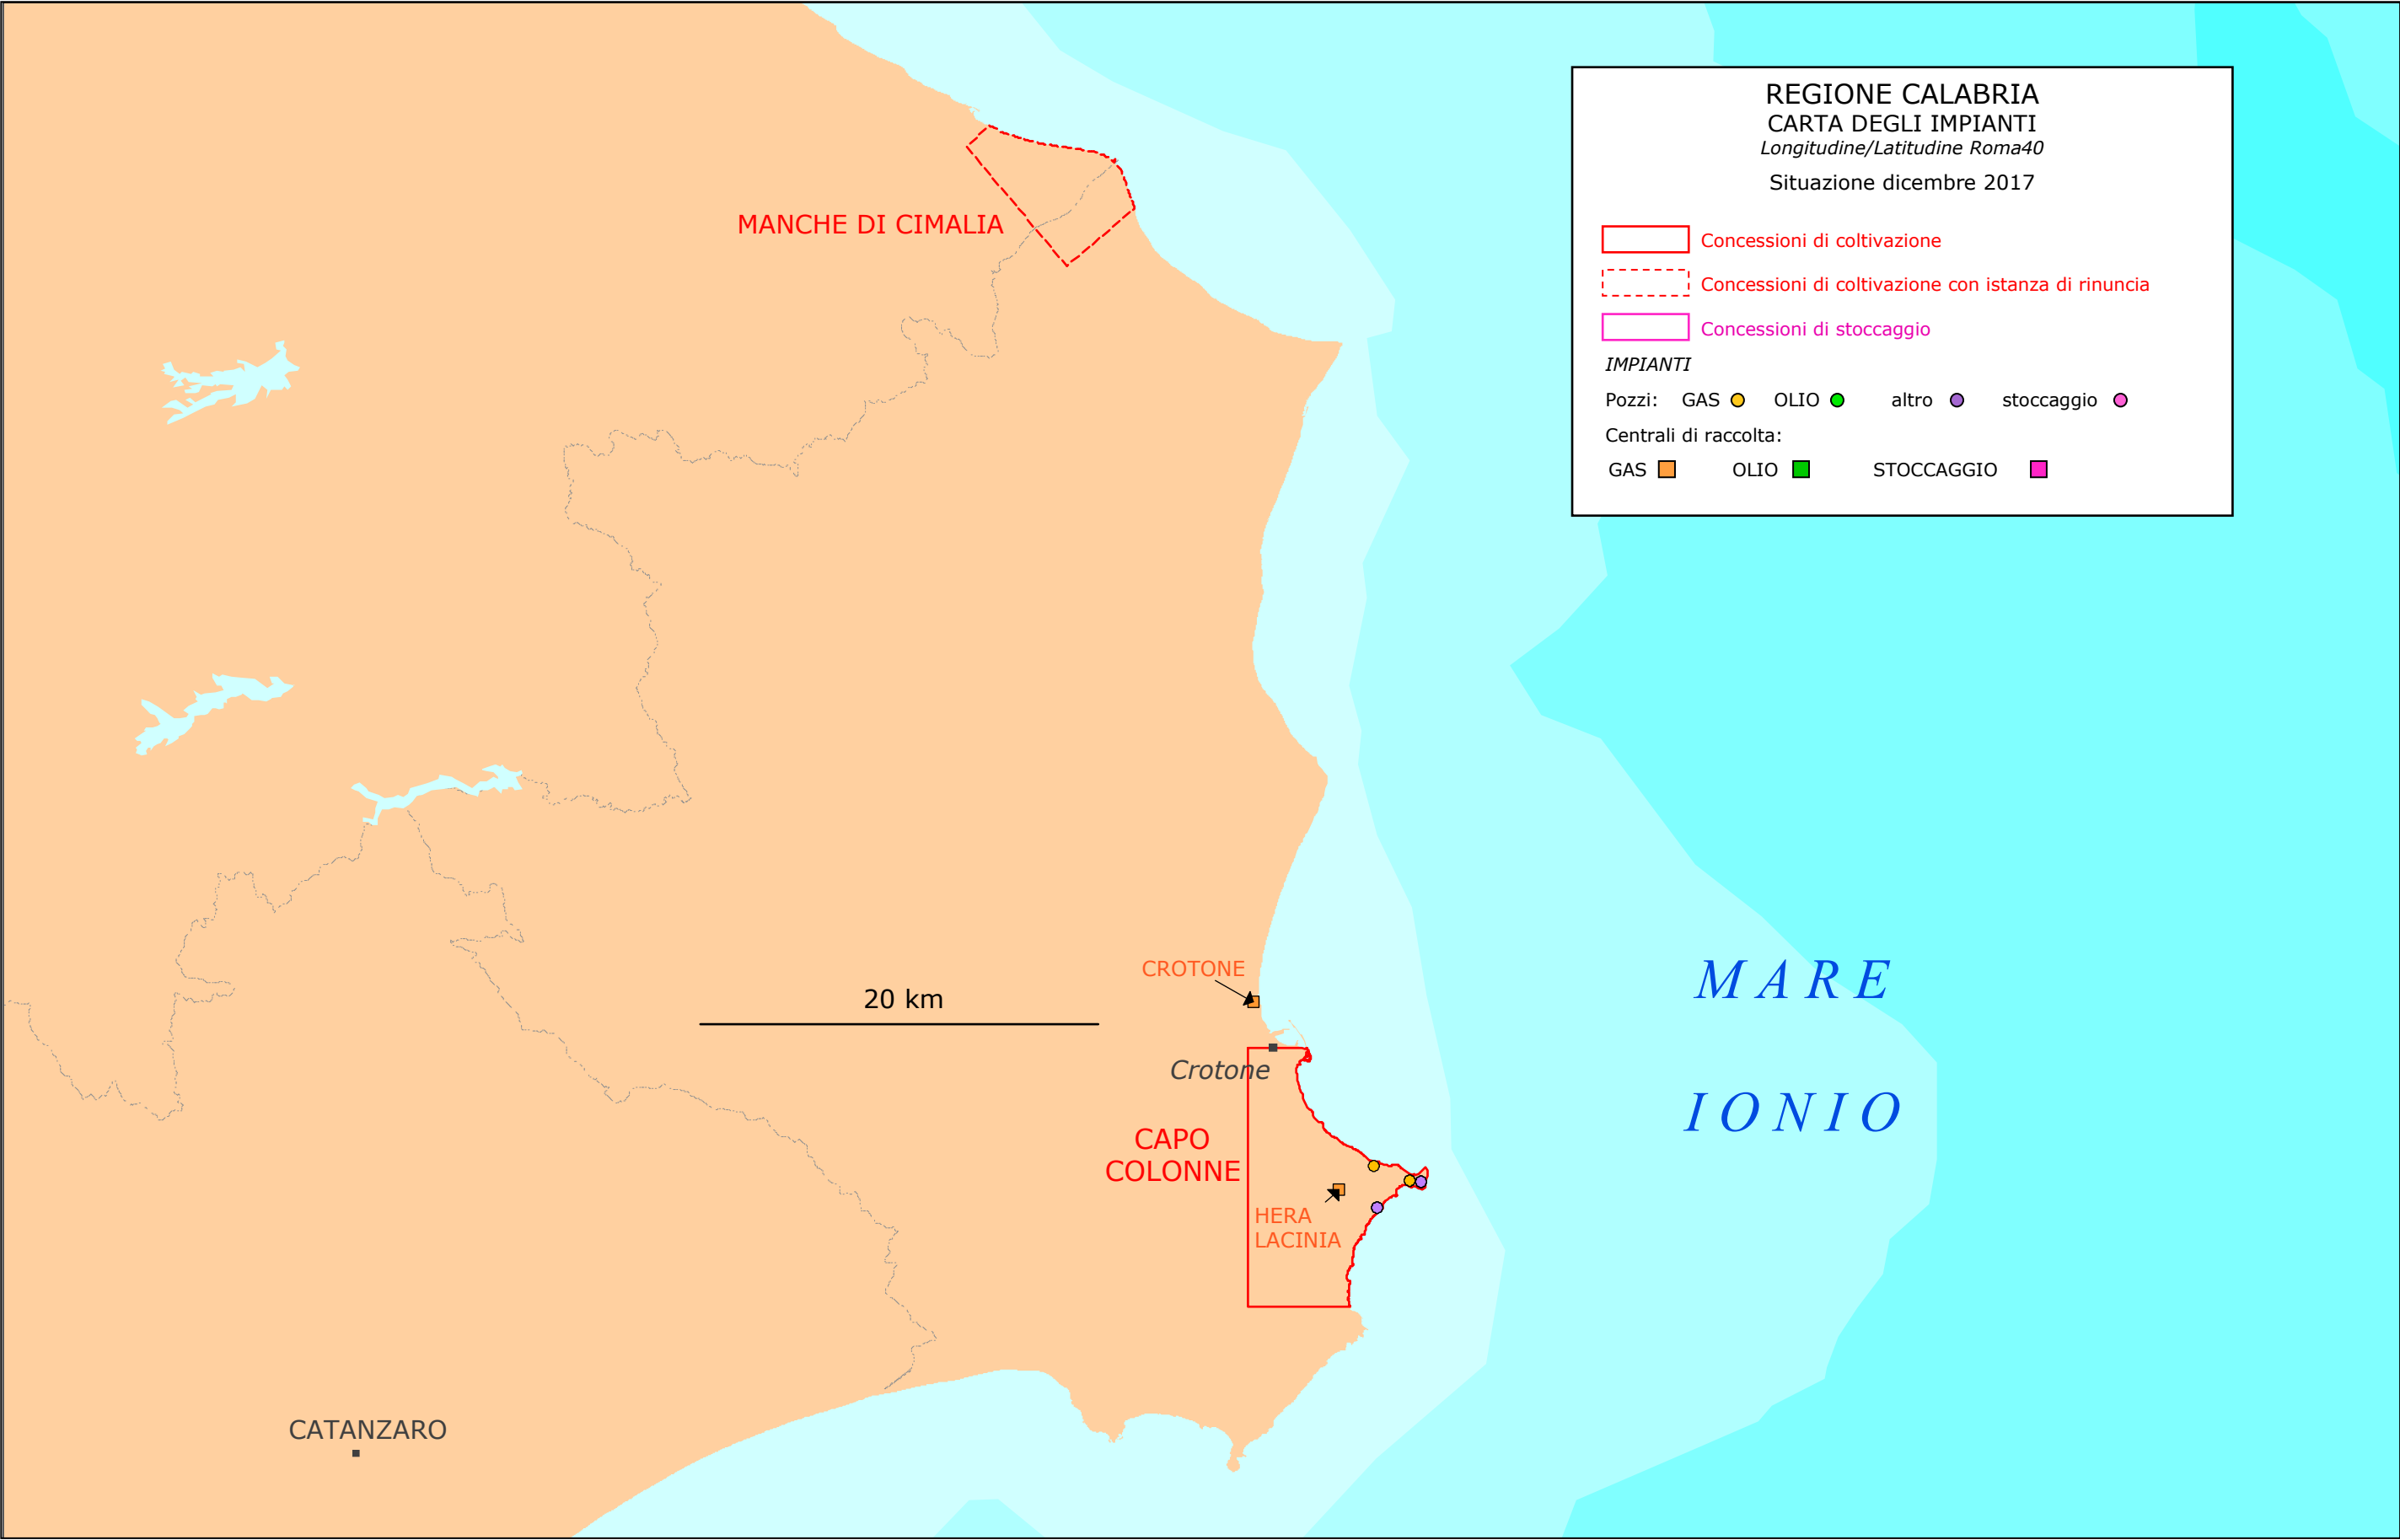 REGIONE CALABRIA
CARTA DEGLI IMPIANTI
Longitudine/Latitudine Roma40
Situazione dicembre 2017
Concessioni di coltivazione
Concessioni di coltivazione con istanza di rinuncia
Concessioni di stoccaggio
IMPIANTI
Pozzi: GAS OLIO altro stoccaggio
Centrali di raccolta:
GAS OLIO STOCCAGGIO
MANCHE DI CIMALIA
CROTONE
20 km
Crotone
CAPO
COLONNE
HERA
LACINIA
MARE
IONIO
CATANZARO